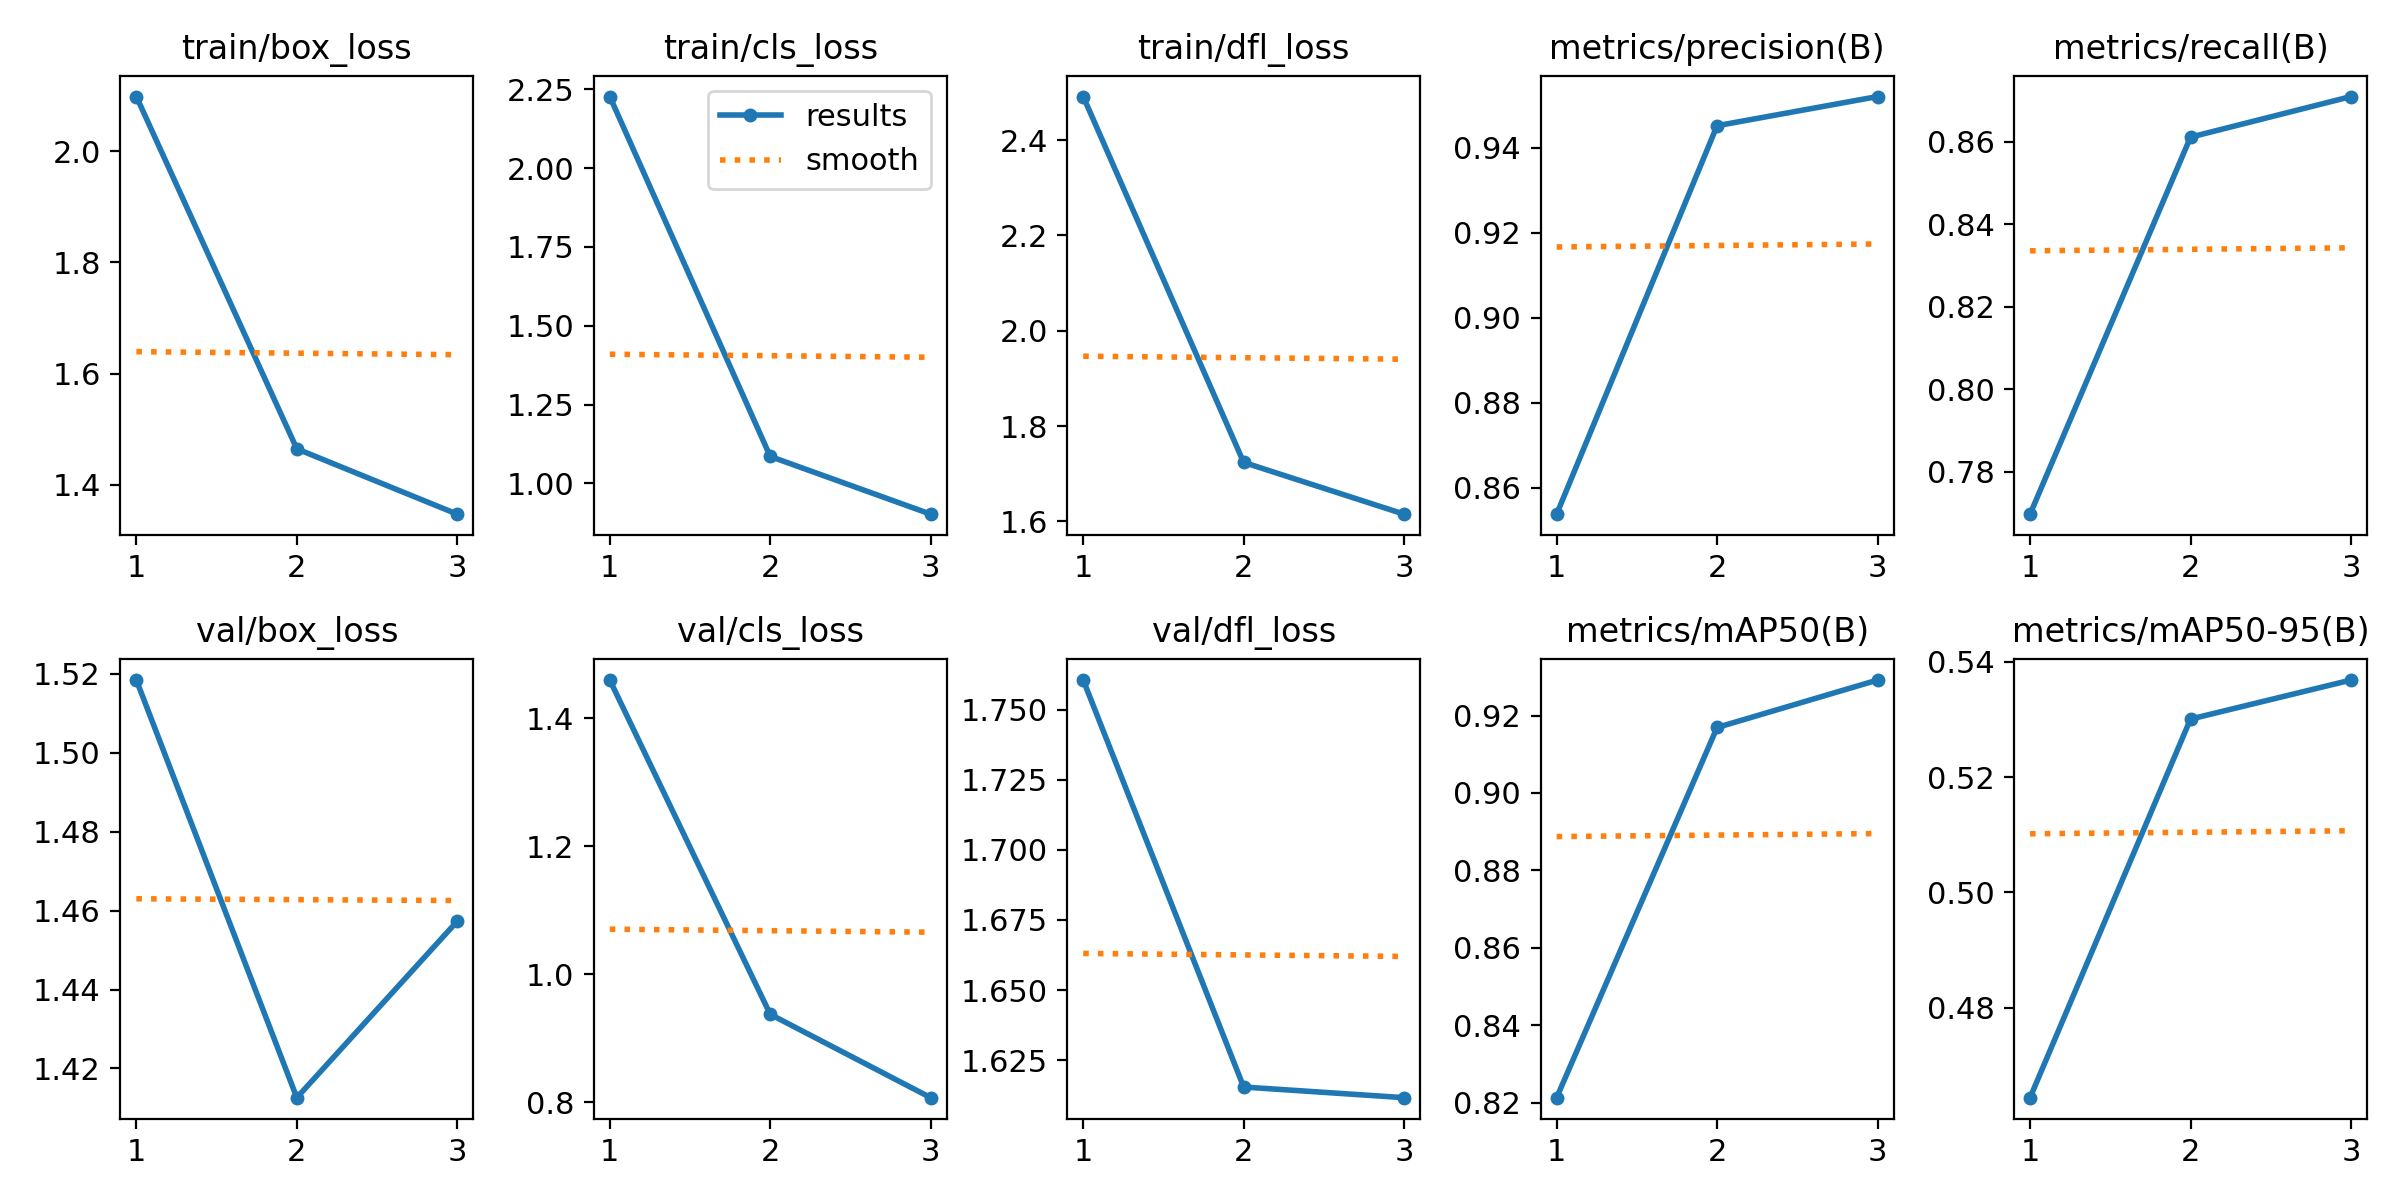 train/box_loss
2.0
1.8
1.6
1.4
1 2 3
train/cls_loss
2.25
2.00
1.75
1.50
1.25
1.00
results
smooth
1 2 3
train/dfl_loss
2.4
2.2
2.0
1.8
1.6
1 2 3
metrics/precision(B)
0.94
0.92
0.90
0.88
0.86
1 2 3
metrics/recall(B)
0.86
0.84
0.82
0.80
0.78
1 2 3
val/box_loss
1.52
1.50
1.48
1.46
1.44
1.42
1 2 3
val/cls_loss
1.4
1.2
1.0
0.8
1 2 3
val/dfl_loss
1.750
1.725
1.700
1.675
1.650
1.625
1 2 3
metrics/mAP50(B)
0.92
0.90
0.88
0.86
0.84
0.82
1 2 3
metrics/mAP50-95(B)
0.54
0.52
0.50
0.48
1 2 3